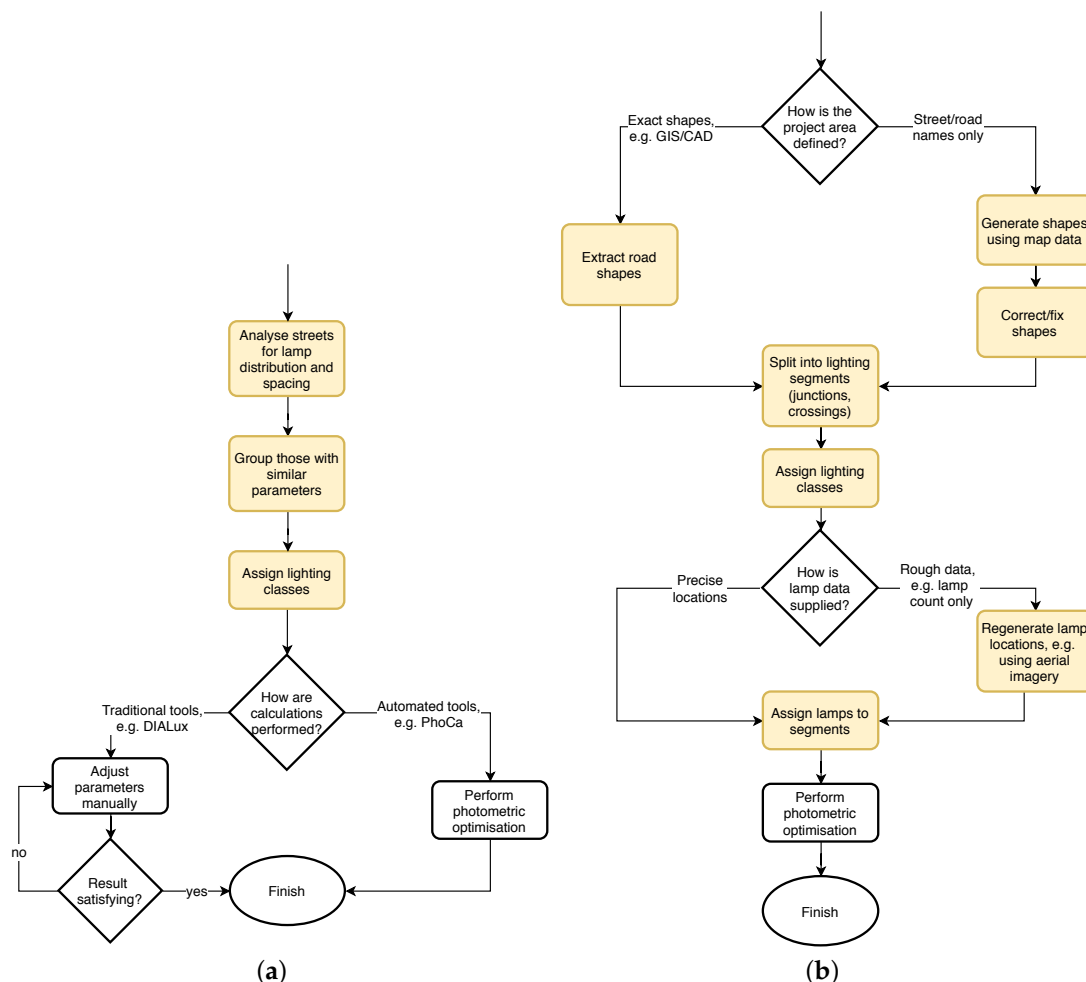 Analyse streets
for lamp
distribution and
spacing
Group those with
similar
parameters
Assign lighting
classes
How are
calculations
performed?
Traditional tools,
e.g. DIALux
Automated tools,
e.g. PhoCa
Adjust
parameters
manually
Perform
photometric
optimisation
no
Result
satisfying?
yes
Finish
(a)
How is the
project area
defined?
Exact shapes,
e.g. GIS/CAD
Street/road
names only
Extract road
shapes
Generate shapes
using map data
Correct/fix
shapes
Split into lighting
segments
(junctions,
crossings)
Assign lighting
classes
How is
lamp data
supplied?
Precise
locations
Rough data,
e.g. lamp
count only
Regenerate lamp
locations, e.g.
using aerial
imagery
Assign lamps to
segments
Perform
photometric
optimisation
Finish
(b)